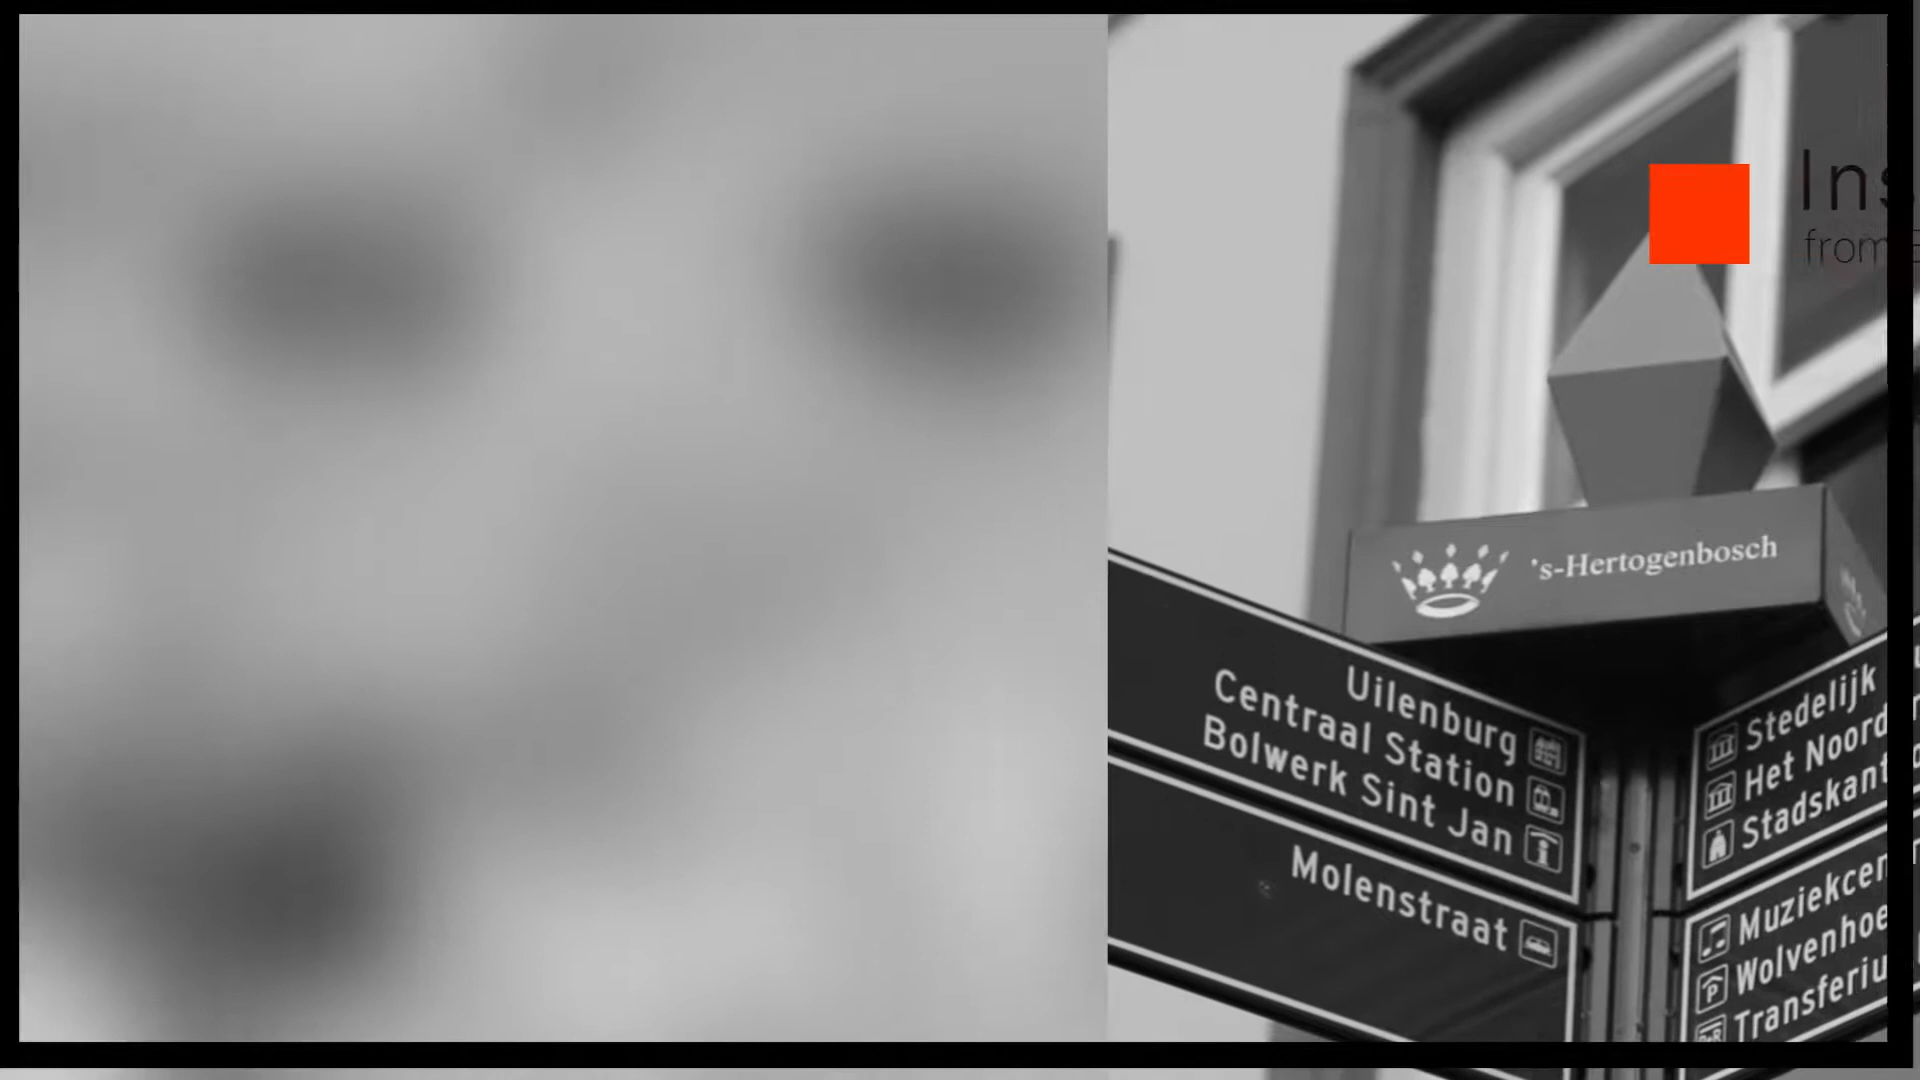 Ins
from
's-Hertogenbosch
Uilenburg
Centraal Station
Bolwerk Sint Jan
Molenstraat
Stedelijk
Het Noord
Stadskant
Muziekcen
Wolvenhoe
Transferiu
P